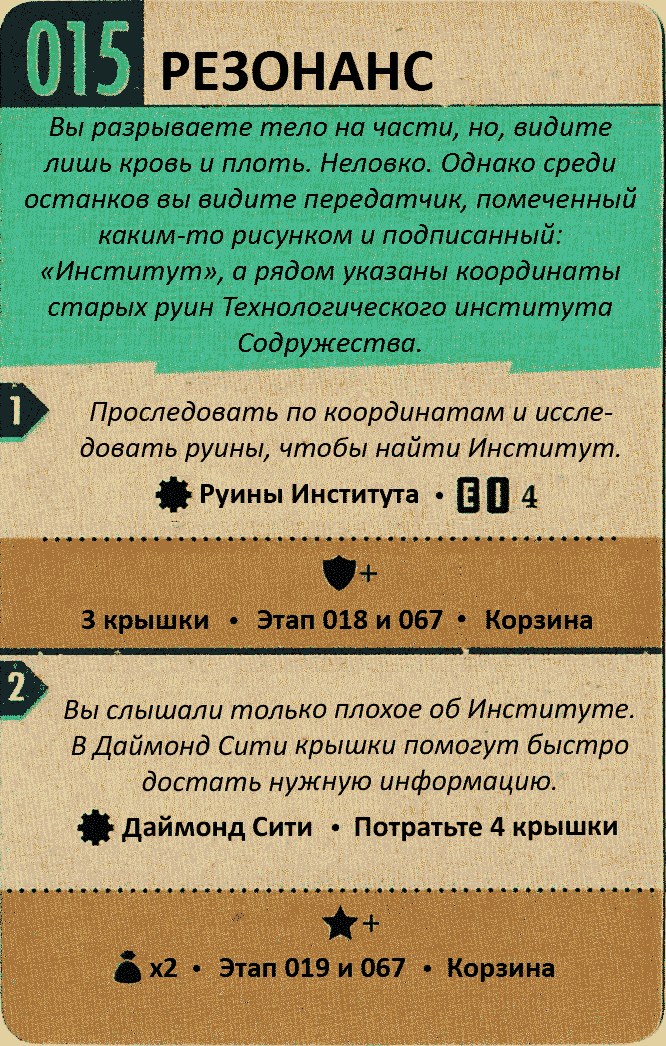 015 РЕЗОНАНС
Вы разрываете тело на части, но, видите
лишь кровь и плоть. Неловко. Однако среди
останков вы видите передатчик, помеченный
каким-то рисунком и подписанный:
«Институт», а рядом указаны координаты
старых руин Технологического института
Содружества.
1
Проследовать по координатам и иссле-
довать руины, чтобы найти Институт.
Руины Института • E I 4
+
3 крышки • Этап 018 и 067 • Корзина
2
Вы слышали только плохое об Институте.
В Даймонд Сити крышки помогут быстро
достать нужную информацию.
Даймонд Сити • Потратьте 4 крышки
+
x2 • Этап 019 и 067 • Корзина